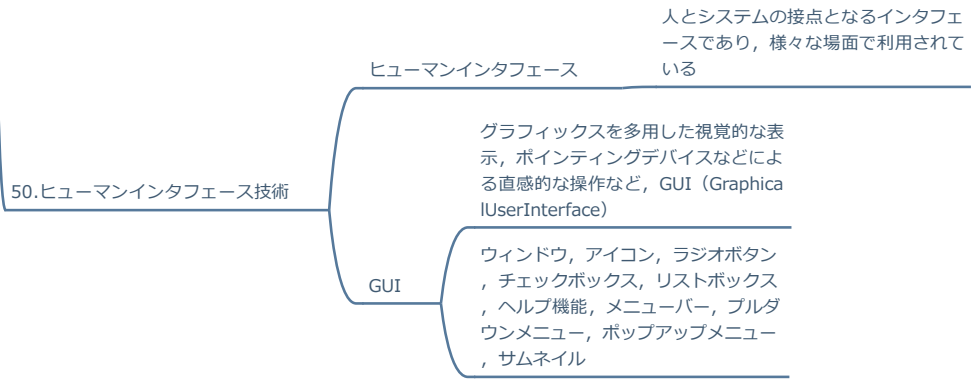 人とシステムの接点となるインタフェ
ースであり，様々な場面で利用されて
いる
ヒューマンインタフェース
グラフィックスを多用した視覚的な表
示，ポインティングデバイスなどによ
る直感的な操作など，GUI（Graphica
lUserInterface）
50.ヒューマンインタフェース技術
ウィンドウ，アイコン，ラジオボタン
，チェックボックス，リストボックス
，ヘルプ機能，メニューバー，プルダ
ウンメニュー，ポップアップメニュー
，サムネイル
GUI